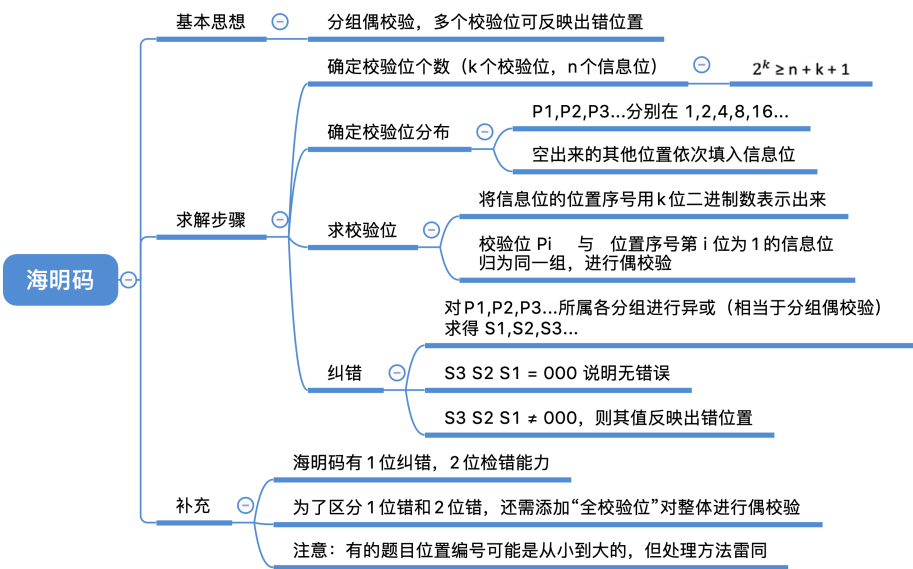 海明码
基本思想
分组偶校验，多个校验位可反映出错位置
求解步骤
确定校验位个数（k个校验位，n个信息位）
2^k ≥ n + k + 1
确定校验位分布
P1,P2,P3...分别在 1,2,4,8,16...
空出来的其他位置依次填入信息位
求校验位
将信息位的位置序号用k位二进制数表示出来
校验位 Pi 与 位置序号第 i 位为1的信息位
归为同一组，进行偶校验
纠错
对P1,P2,P3...所属各分组进行异或（相当于分组偶校验）
求得 S1,S2,S3...
S3 S2 S1 = 000 说明无错误
S3 S2 S1 ≠ 000，则其值反映出错位置
补充
海明码有1位纠错，2位检错能力
为了区分1位错和2位错，还需添加“全校验位”对整体进行偶校验
注意：有的题目位置编号可能是从小到大的，但处理方法雷同